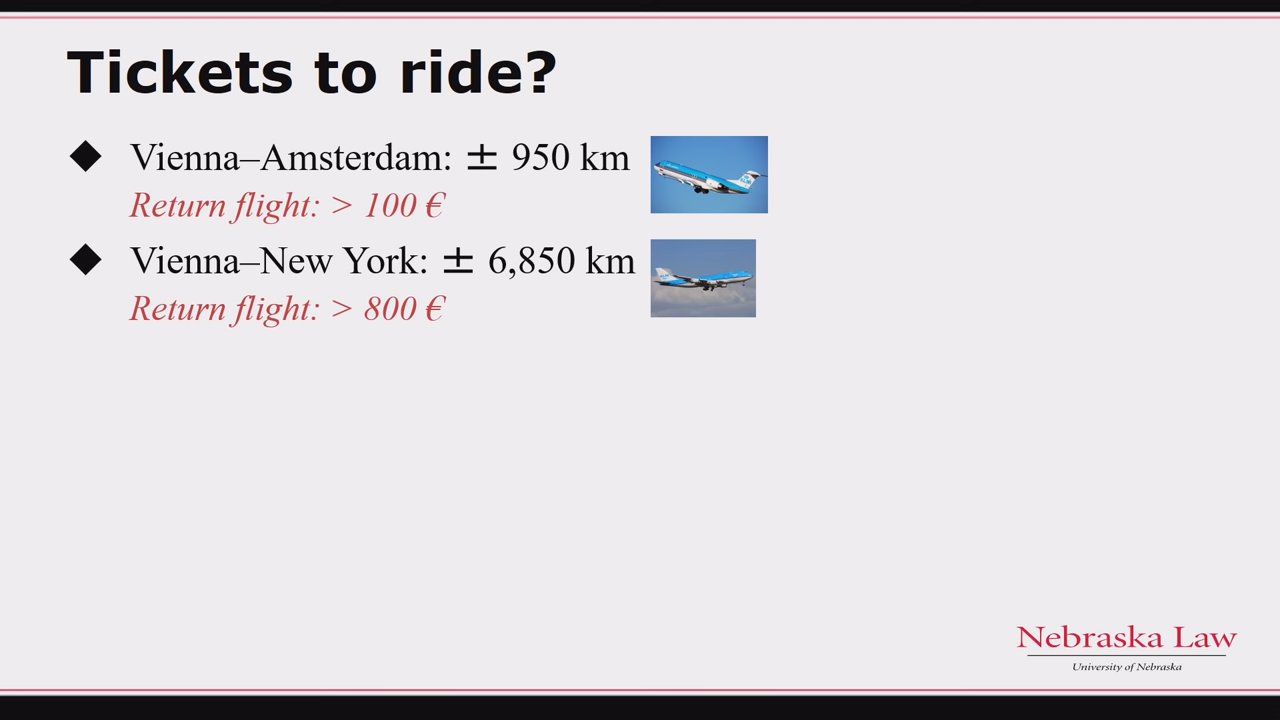 Tickets to ride?
◆ Vienna–Amsterdam: ± 950 km
Return flight: > 100 €
◆ Vienna–New York: ± 6,850 km
Return flight: > 800 €
Nebraska Law
University of Nebraska